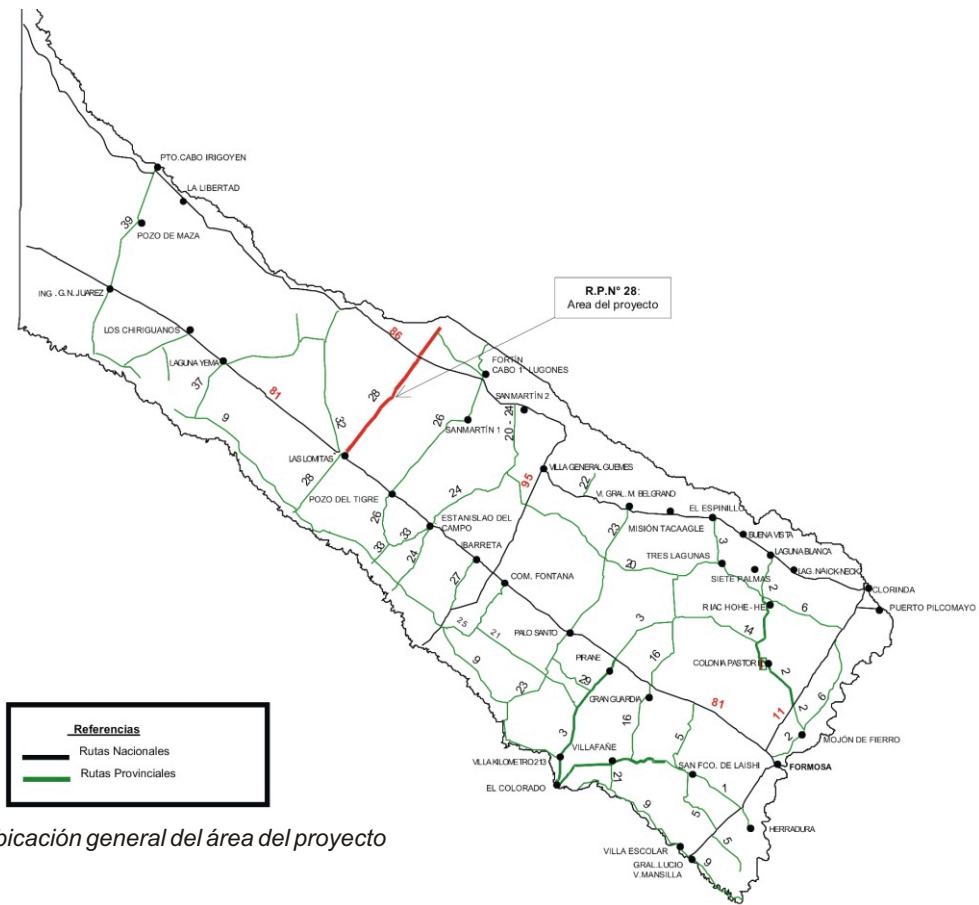 PTO.CABO IRIGOYEN
LA LIBERTAD
39
POZO DE MAZA
ING . G.N. JUAREZ
LOS CHIRIGUANOS
LAGUNA YEMA
37
81
9
R.P.N° 28:
Area del proyecto
86
28
32
FORTÍN
CABO 1º LUGONES
SAN MARTÍN 2
20 - 24
26
SANMARTÍN 1
LAS LOMITAS
28
95
VILLA GENERAL GUEMES
22
POZO DEL TIGRE
24
VI. GRAL. M. BELGRANO
EL ESPINILLO
MISIÓN TACAAGLE
26
33
ESTANISLAO DEL
CAMPO
33
24
23
3
BUENA VISTA
LAGUNA BLANCA
TRES LAGUNAS
20
LAG. NAICK-NECK
SIETE PALMAS
2
IBARRETA
27
COM. FONTANA
CLORINDA
PUERTO PILCOMAYO
RIAC HOHE-HE
6
25
21
PALO SANTO
3
14
9
PIRANE
16
COLONIA PASTORIL
2
29
23
GRAN GUARDIA
81
11
2
6
16
5
2
MOJÓN DE FIERRO
3
VILLAFAÑE
VILLA KILOMETRO 213
FORMOSA
SAN FCO. DE LAISHI
21
EL COLORADO
1
9
5
HERRADURA
5
VILLA ESCOLAR
GRAL.LUCIO
V.MANSILLA
9
Referencias
Rutas Nacionales
Rutas Provinciales
bicación general del área del proyecto